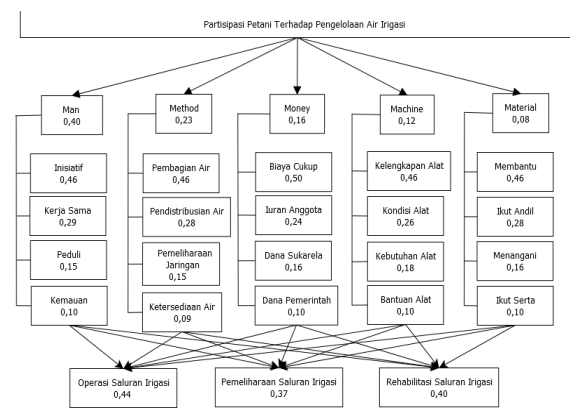 Partisipasi Petani Terhadap Pengelolaan Air Irigasi
Man
0,40
Method
0,23
Money
0,16
Machine
0,12
Material
0,08
Inisiatif
0,46
Pembagian Air
0,46
Biaya Cukup
0,50
Kelengkapan Alat
0,46
Membantu
0,46
Kerja Sama
0,29
Pendistribusian Air
0,28
Iuran Anggota
0,24
Kondisi Alat
0,26
Ikut Andil
0,28
Peduli
0,15
Pemeliharaan
Jaringan
0,15
Dana Sukarela
0,16
Kebutuhan Alat
0,18
Menangani
0,16
Kemauan
0,10
Ketersediaan Air
0,09
Dana Pemerintah
0,10
Bantuan Alat
0,10
Ikut Serta
0,10
Operasi Saluran Irigasi
0,44
Pemeliharaan Saluran Irigasi
0,37
Rehabilitasi Saluran Irigasi
0,40